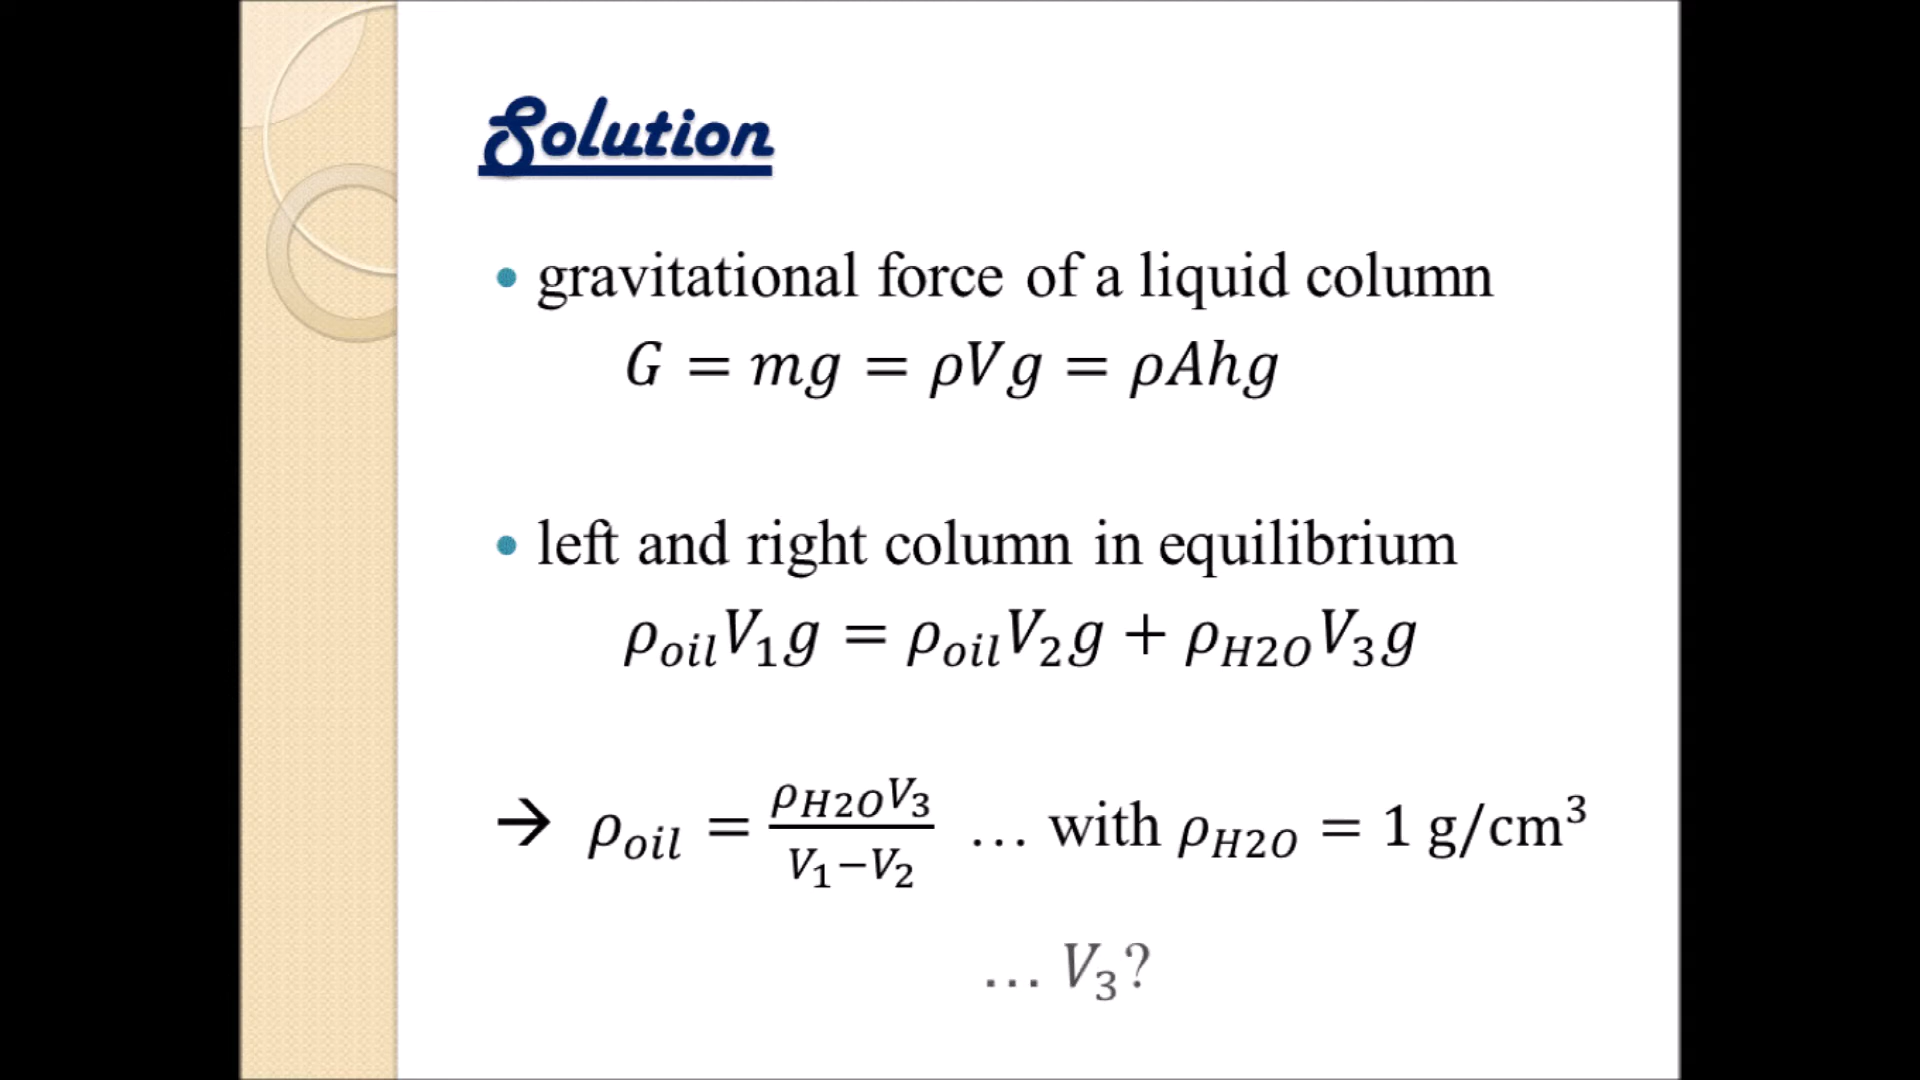 Solution
• gravitational force of a liquid column
G = mg = ρVg = ρAhg
• left and right column in equilibrium
ρ_oil V₁g = ρ_oil V₂g + ρ_H2O V₃g
→ ρ_oil = (ρ_H2O V₃)/(V₁−V₂) … with ρ_H2O = 1 g/cm³
… V₃?